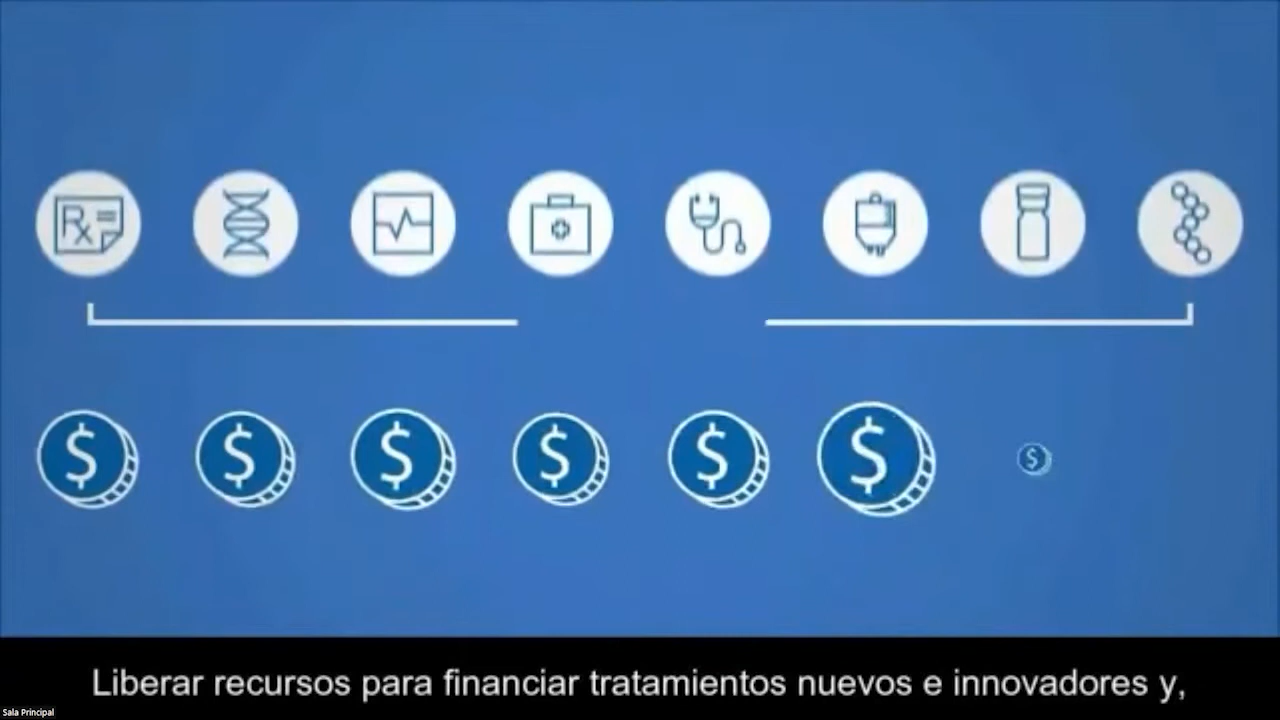 Rx
$ $ $ $ $ $ $
Liberar recursos para financiar tratamientos nuevos e innovadores y,
Sala Principal